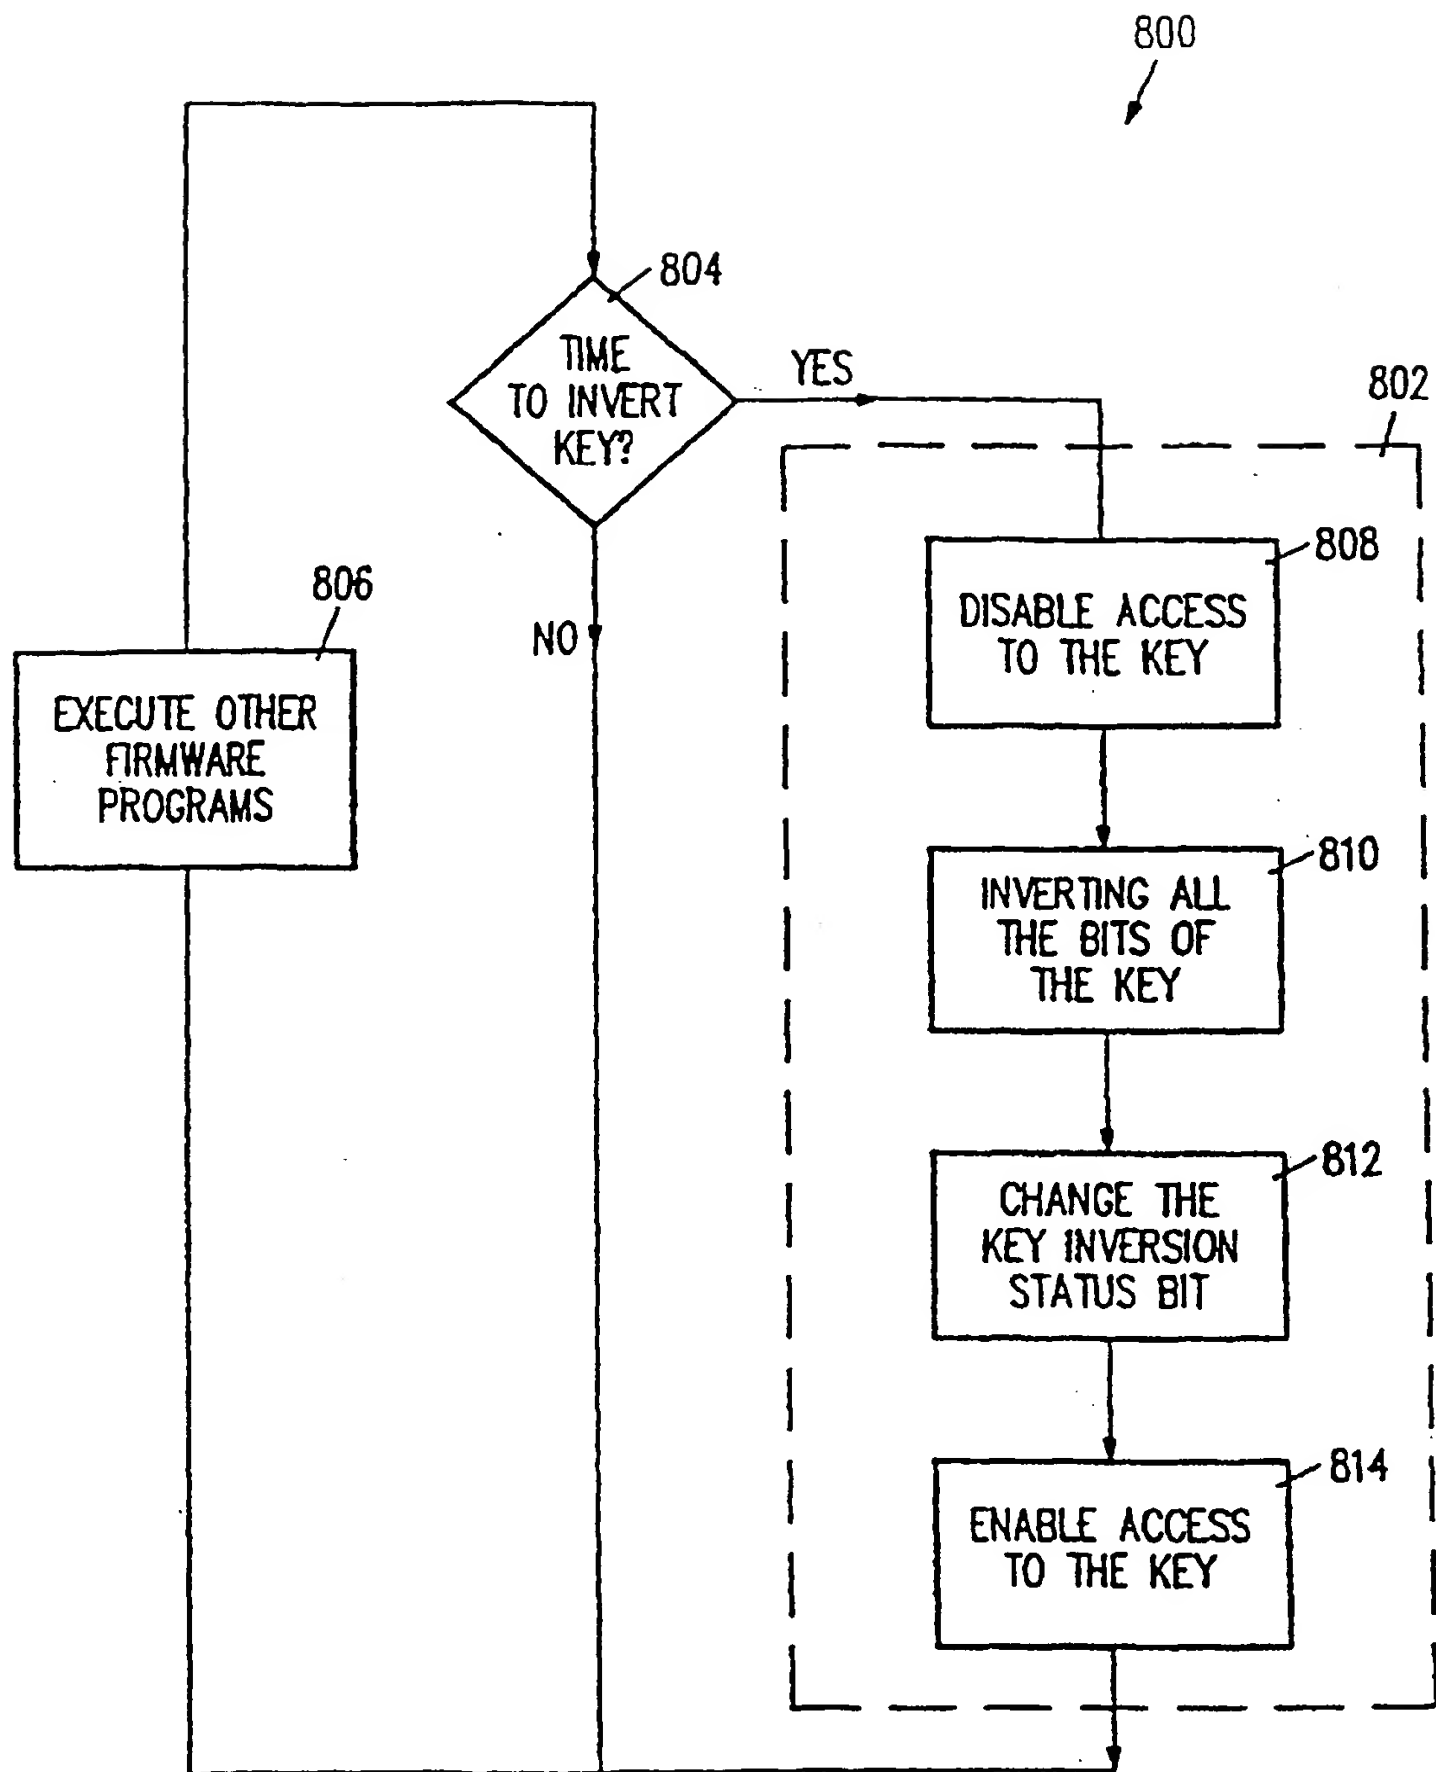 800
804
TIME
TO INVERT
KEY?
YES
802
NO
806
EXECUTE OTHER
FIRMWARE
PROGRAMS
808
DISABLE ACCESS
TO THE KEY
810
INVERTING ALL
THE BITS OF
THE KEY
812
CHANGE THE
KEY INVERSION
STATUS BIT
814
ENABLE ACCESS
TO THE KEY